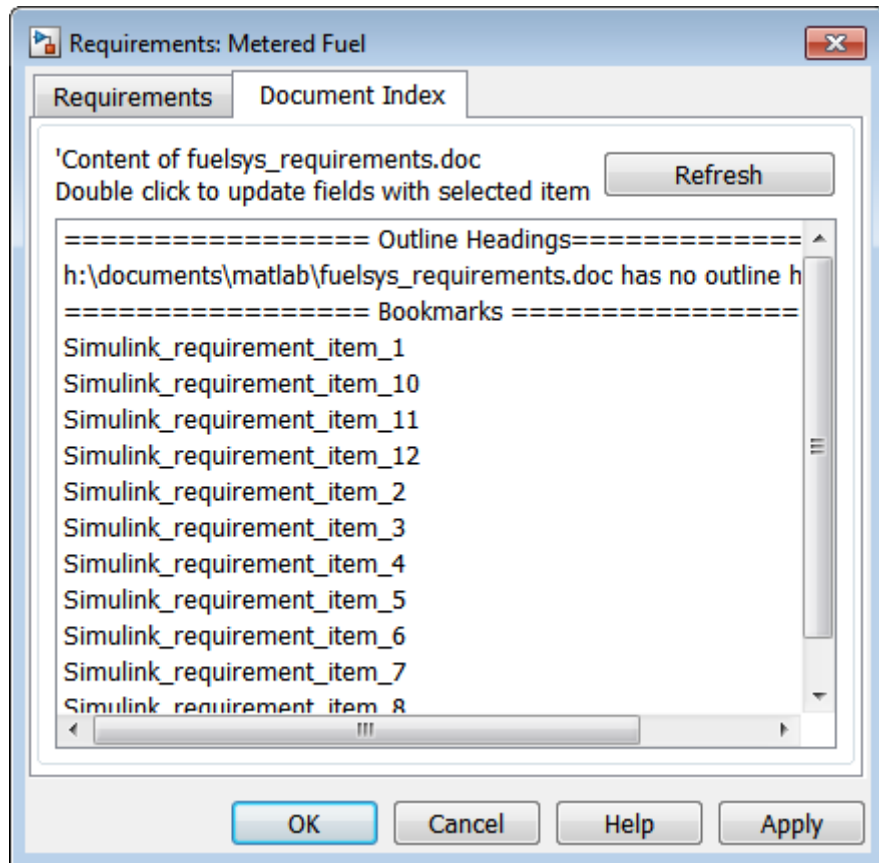 Requirements: Metered Fuel
Requirements
Document Index
'Content of fuelsys_requirements.doc
Double click to update fields with selected item
Refresh
================= Outline Headings=============
h:\documents\matlab\fuelsys_requirements.doc has no outline h
================= Bookmarks ================
Simulink_requirement_item_1
Simulink_requirement_item_10
Simulink_requirement_item_11
Simulink_requirement_item_12
Simulink_requirement_item_2
Simulink_requirement_item_3
Simulink_requirement_item_4
Simulink_requirement_item_5
Simulink_requirement_item_6
Simulink_requirement_item_7
Simulink_requirement_item_8
OK
Cancel
Help
Apply